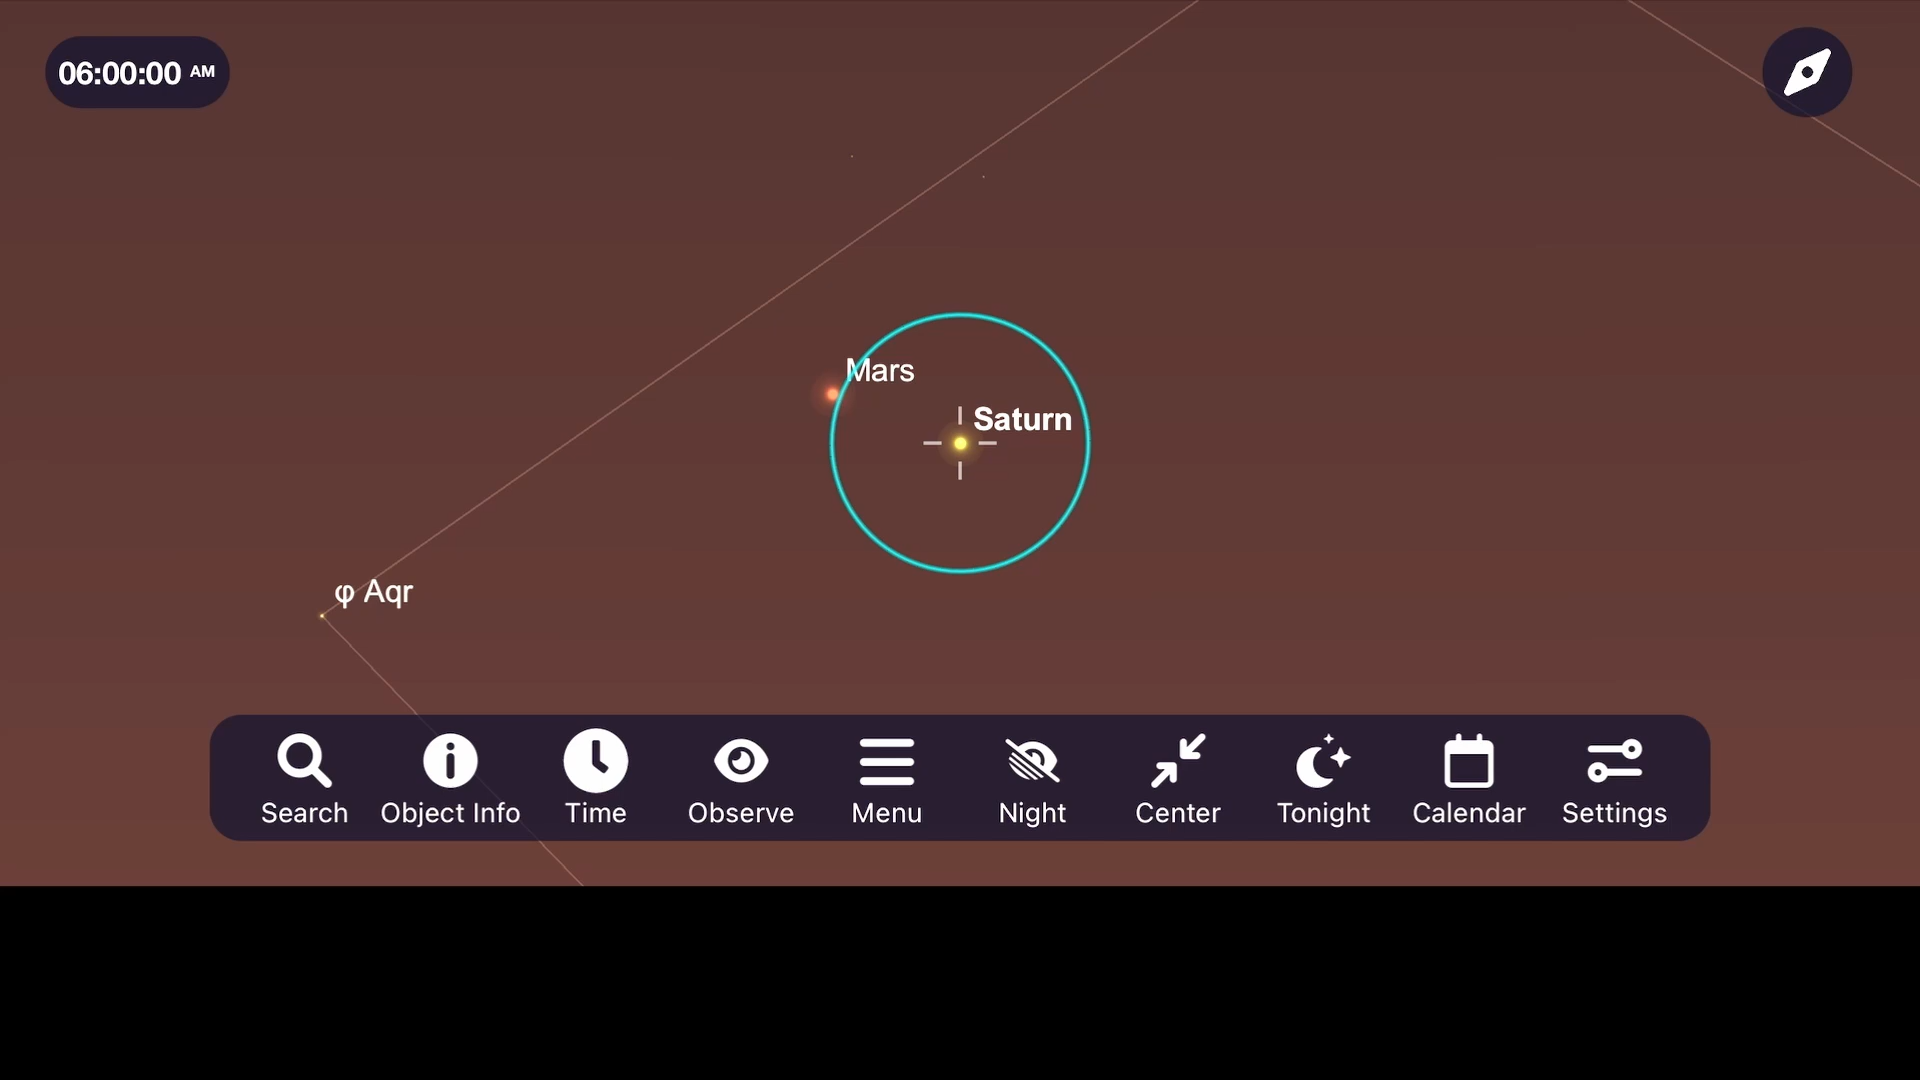 06:00:00 AM
Mars
Saturn
φ Aqr
Search Object Info Time Observe Menu Night Center Tonight Calendar Settings